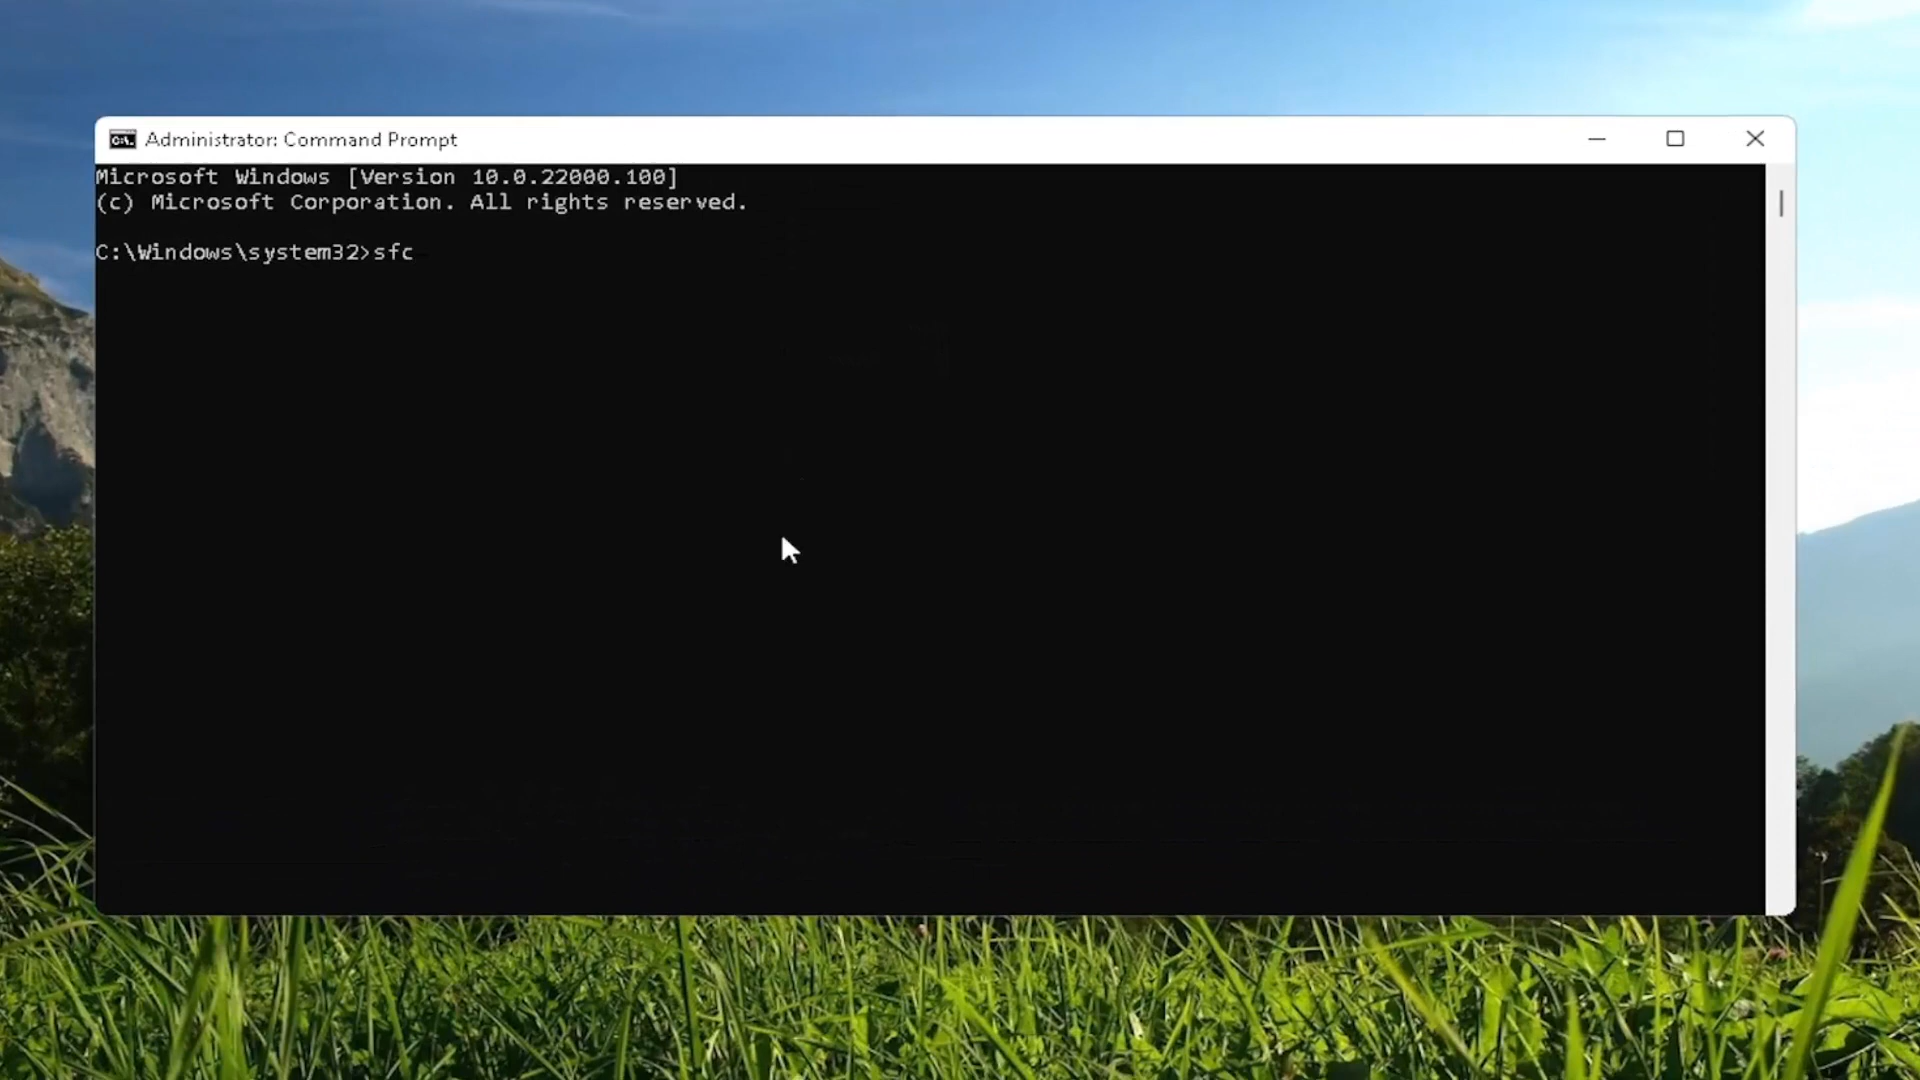 Administrator: Command Prompt
Microsoft Windows [Version 10.0.22000.100]
(c) Microsoft Corporation. All rights reserved.
C:\Windows\system32>sfc